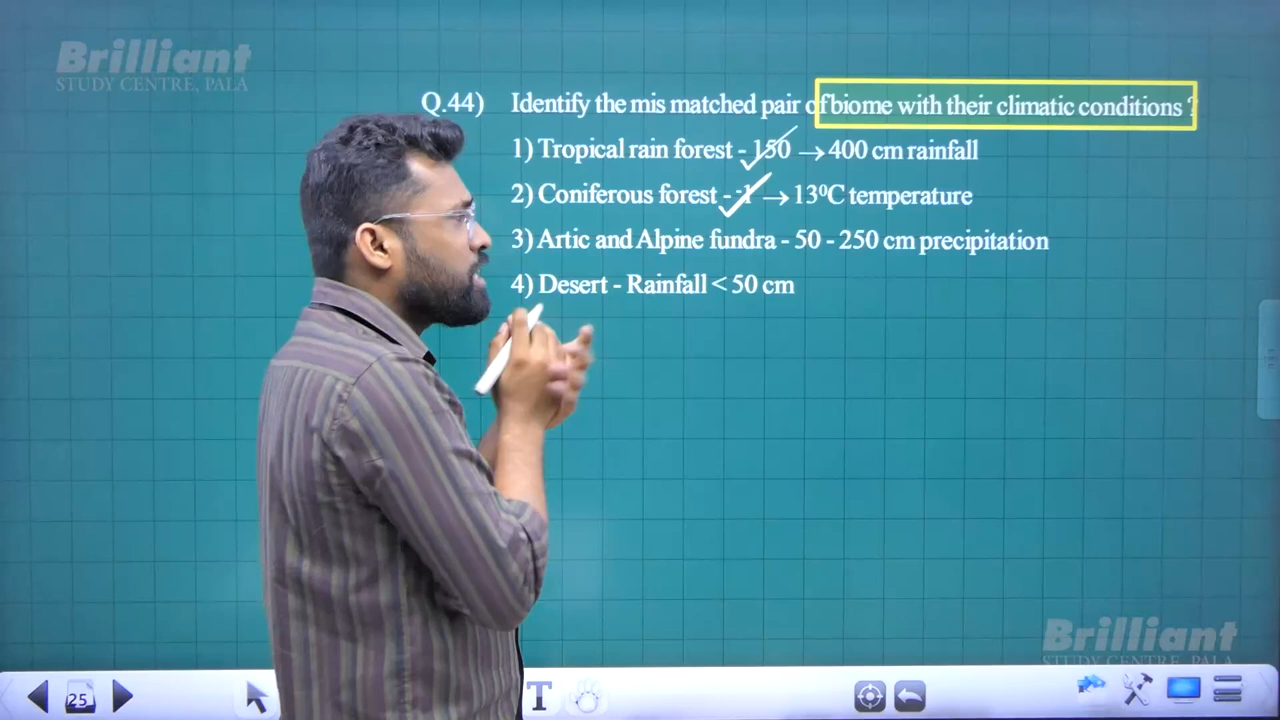 Brilliant
STUDY CENTRE, PALA
Q.44) Identify the mis matched pair of biome with their climatic conditions ?
1) Tropical rain forest - 150 → 400 cm rainfall
2) Coniferous forest - -1 → 13⁰C temperature
3) Artic and Alpine fundra - 50 - 250 cm precipitation
4) Desert - Rainfall < 50 cm
Brilliant
STUDY CENTRE, PALA
25
T